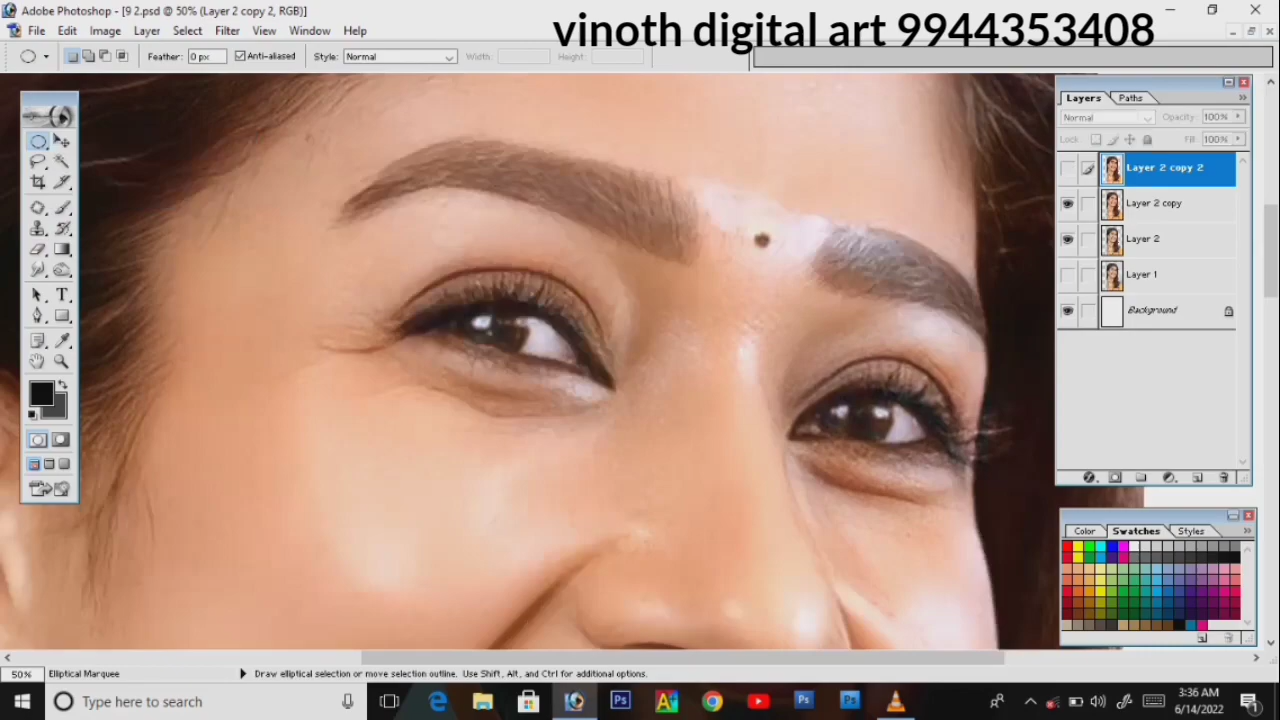 Adobe Photoshop - [9 2.psd @ 50% (Layer 2 copy 2, RGB)]
vinoth digital art 9944353408
File Edit Image Layer Select Filter View Window Help
Feather: 0 px Anti-aliased Style: Normal Width: Height:
Layers Paths
Normal Opacity: 100%
Lock Fill: 100%
Layer 2 copy 2
Layer 2 copy
Layer 2
Layer 1
Background
Color Swatches Styles
50% Elliptical Marquee Draw elliptical selection or move selection outline. Use Shift, Alt, and Ctrl for additional options.
Type here to search
3:36 AM
6/14/2022